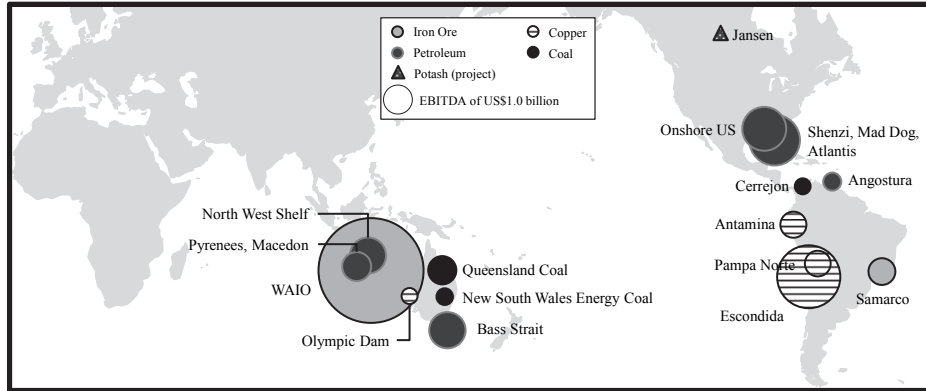 Iron Ore
Copper
Petroleum
Coal
Potash (project)
EBITDA of US$1.0 billion
Jansen
Onshore US
Shenzi, Mad Dog,
Atlantis
Cerrejon
Angostura
North West Shelf
Antamina
Pyrenees, Macedon
Pampa Norte
Queensland Coal
WAIO
New South Wales Energy Coal
Samarco
Escondida
Bass Strait
Olympic Dam